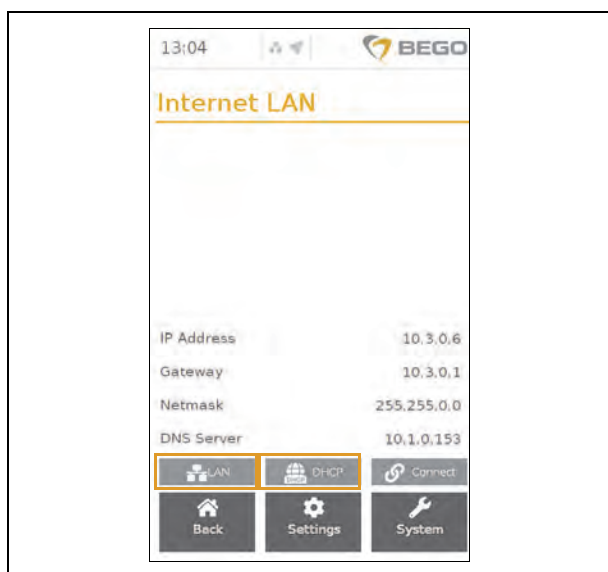 13:04 BEGO
Internet LAN
IP Address 10.3.0.6
Gateway 10.3.0.1
Netmask 255.255.0.0
DNS Server 10.1.0.153
LAN DHCP DHCP Connect
Back Settings System